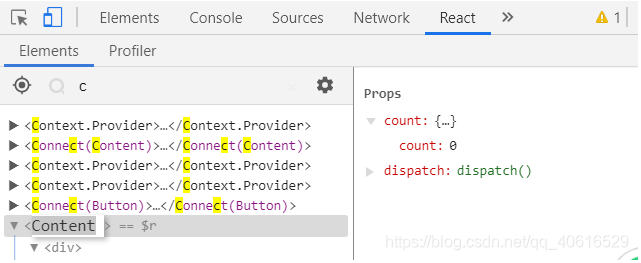 Elements Console Sources Network React » 1
Elements Profiler
c
<Context.Provider>…</Context.Provider>
<Connect(Content)>…</Connect(Content)>
<Context.Provider>…</Context.Provider>
<Context.Provider>…</Context.Provider>
<Connect(Button)>…</Connect(Button)>
<Content > == $r
<div>
Props
count: {…}
count: 0
dispatch: dispatch()
https://blog.csdn.net/qq_40616529